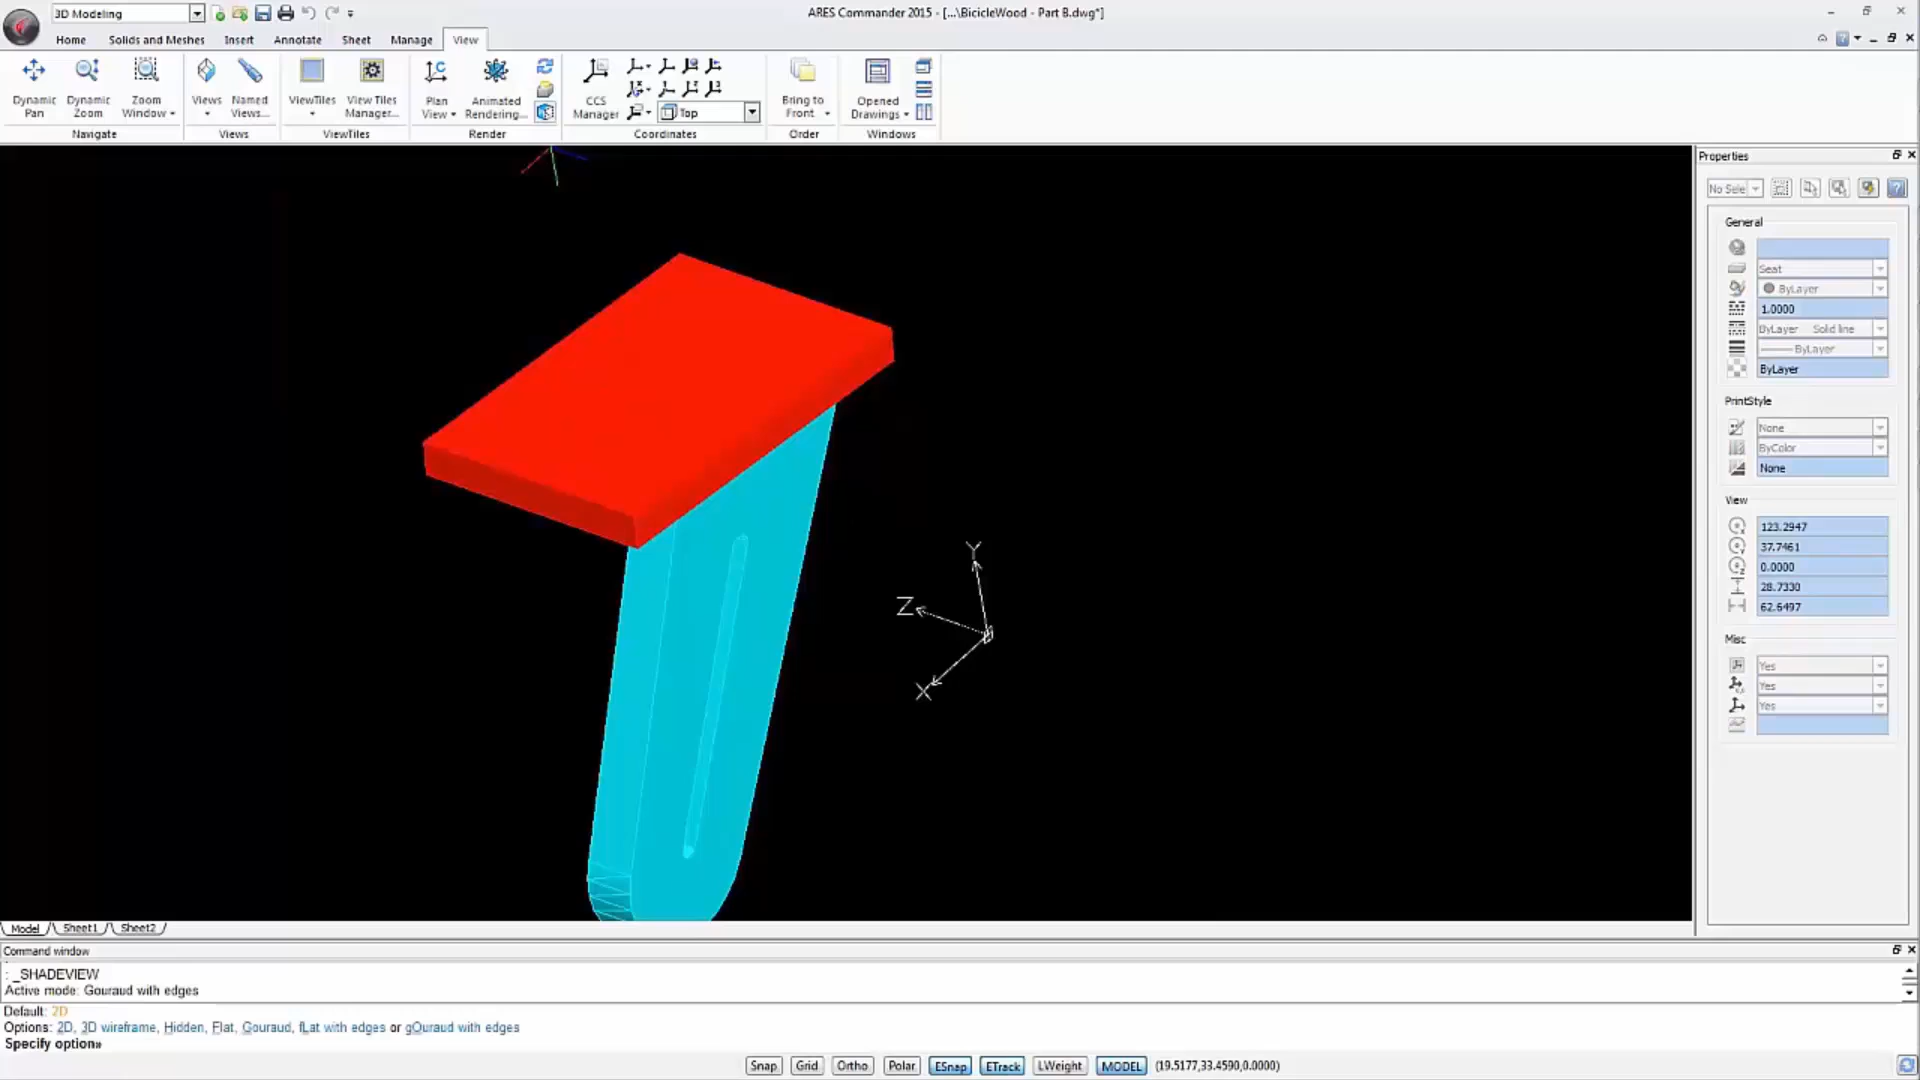 3D Modeling
ARES Commander 2015 - [...\BicicleWood - Part B.dwg*]
Home Solids and Meshes Insert Annotate Sheet Manage View
Dynamic Pan
Dynamic Zoom
Zoom Window
Navigate
Views
Named Views...
Views
ViewTiles
View Tiles Manager...
ViewTiles
Plan View
Animated Rendering...
Render
CCS Manager
Top
Coordinates
Bring to Front
Order
Opened Drawings
Windows
Properties
No Sele
General
Seat
ByLayer
1.0000
ByLayer Solid line
ByLayer
ByLayer
PrintStyle
None
ByColor
None
View
123.2947
37.7461
0.0000
28.7330
62.6497
Misc
Yes
Yes
Yes
Y
Z
X
Model Sheet1 Sheet2
Command window
: _SHADEVIEW
Active mode: Gouraud with edges
Default: 2D
Options: 2D, 3D wireframe, Hidden, Flat, Gouraud, fLat with edges or gOuraud with edges
Specify option»
Snap Grid Ortho Polar ESnap ETrack LWeight MODEL (19.5177,33.4590,0.0000)